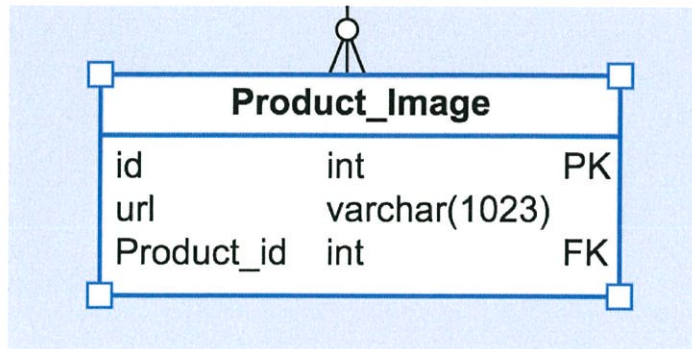 Product_Image
id int PK
url varchar(1023)
Product_id int FK